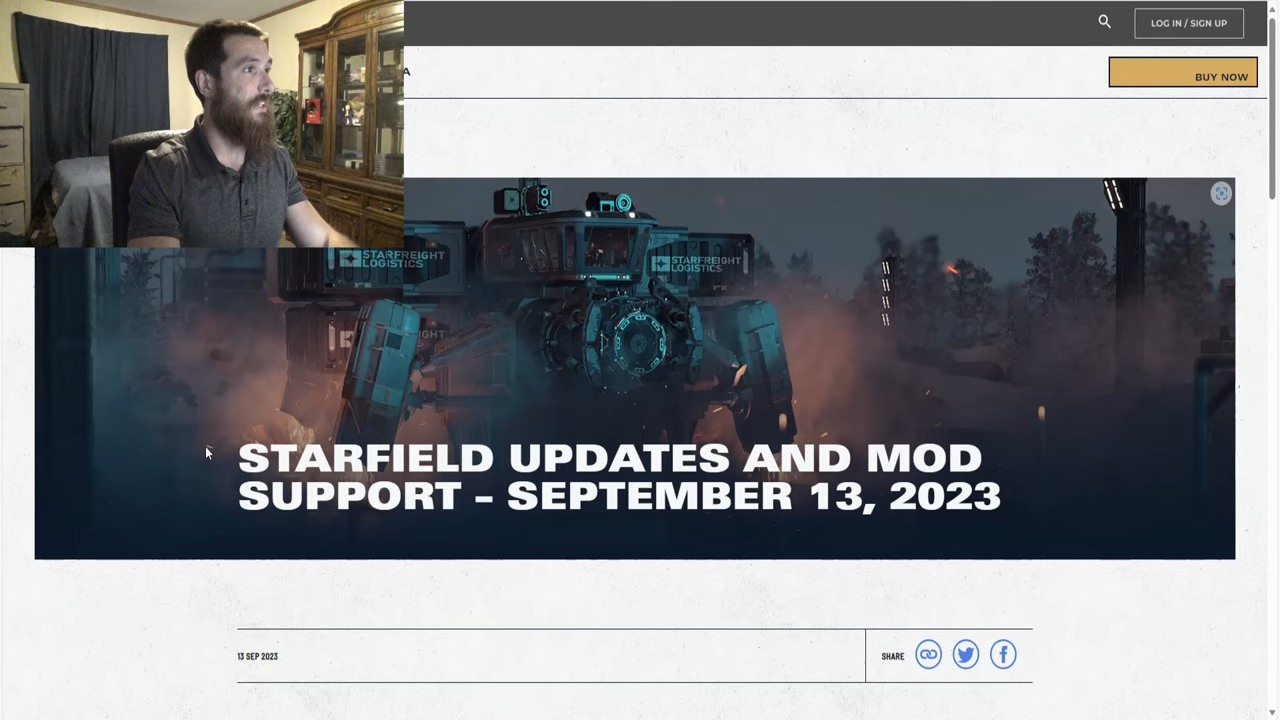 LOG IN / SIGN UP
A
BUY NOW
STARFREIGHT
LOGISTICS
STARFREIGHT
LOGISTICS
STARFIELD UPDATES AND MOD
SUPPORT – SEPTEMBER 13, 2023
13 SEP 2023
SHARE